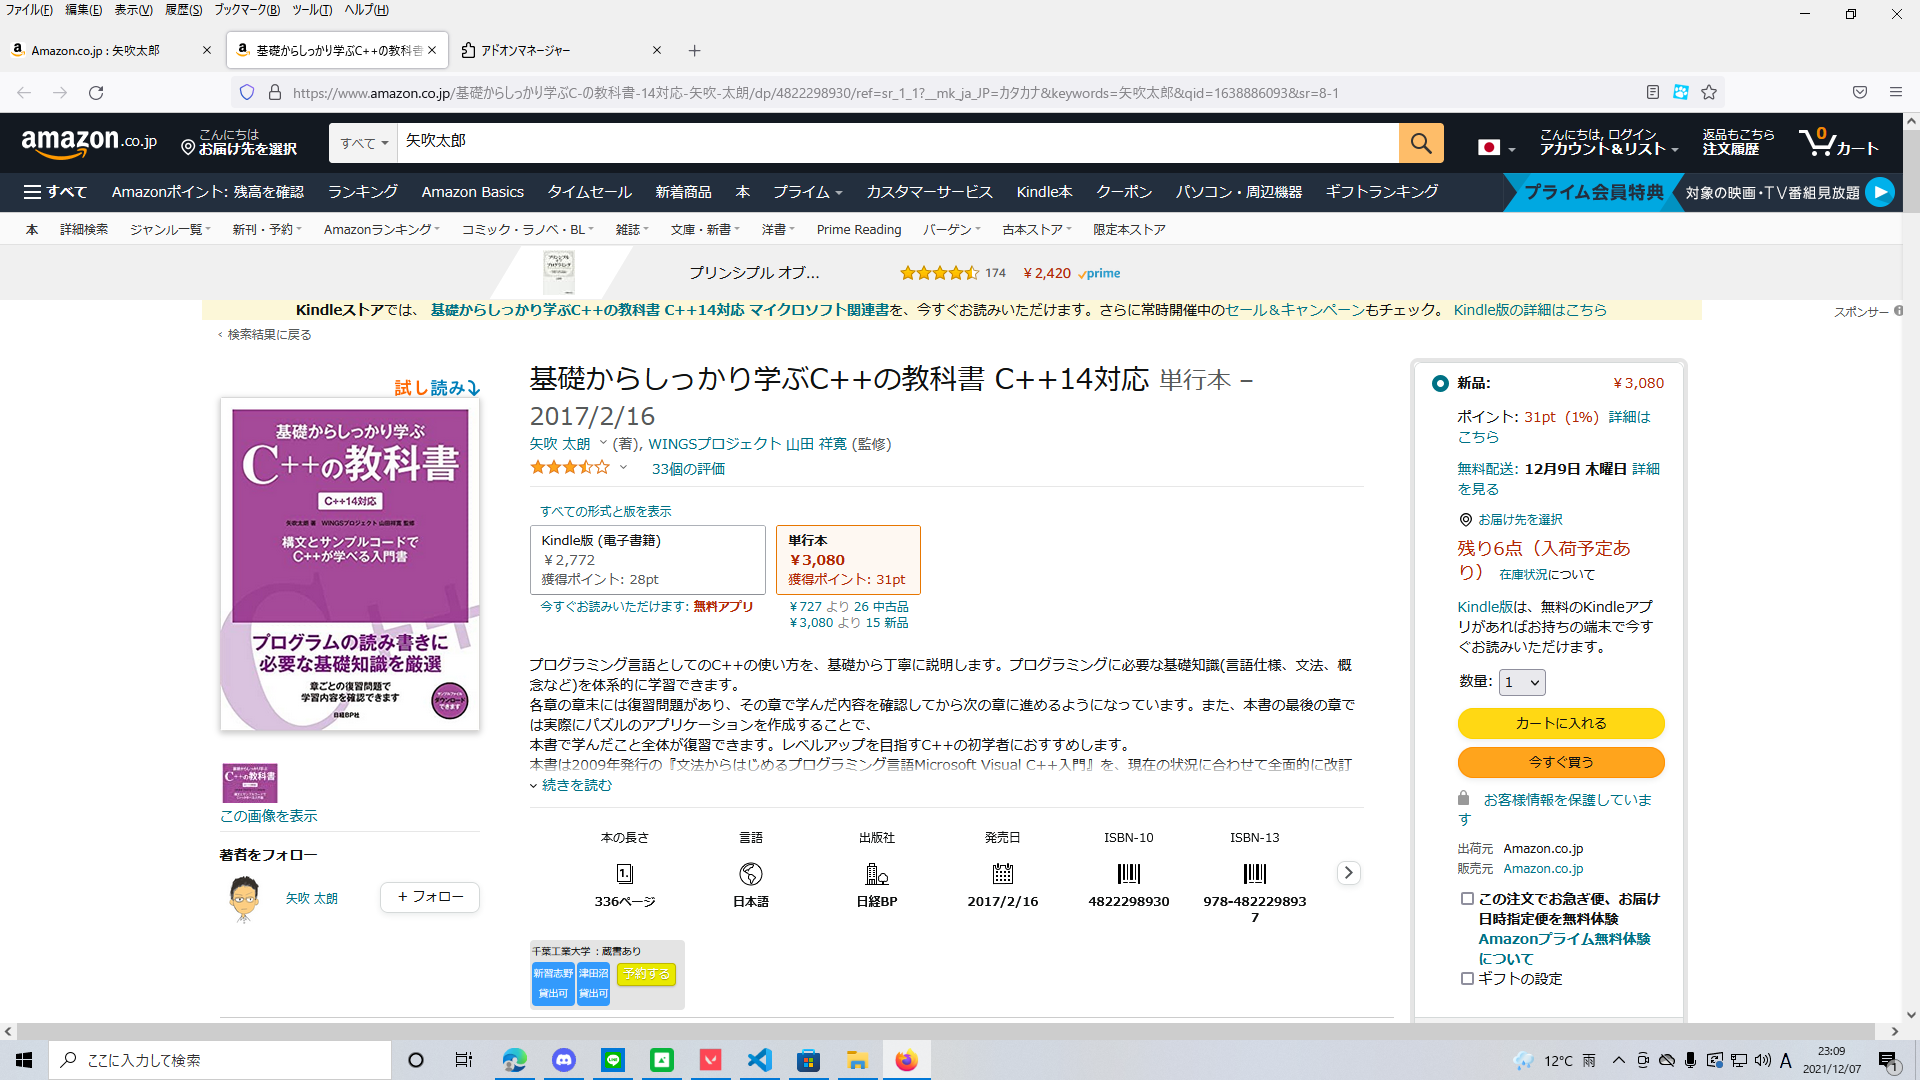 ファイル(F) 編集(E) 表示(V) 履歴(S) ブックマーク(B) ツール(T) ヘルプ(H)
Amazon.co.jp : 矢吹太郎
基礎からしっかり学ぶC++の教科書
アドオンマネージャー
https://www.amazon.co.jp/基礎からしっかり学ぶC-の教科書-14対応-矢吹-太朗/dp/4822298930/ref=sr_1_1?__mk_ja_JP=カタカナ&keywords=矢吹太郎&qid=1638886093&sr=8-1
amazon.co.jp
こんにちは
お届け先を選択
すべて
矢吹太郎
こんにちは, ログイン
アカウント&リスト
返品もこちら
注文履歴
0
カート
すべて Amazonポイント: 残高を確認 ランキング Amazon Basics タイムセール 新着商品 本 プライム カスタマーサービス Kindle本 クーポン パソコン・周辺機器 ギフトランキング
プライム会員特典 対象の映画・TV番組見放題
本 詳細検索 ジャンル一覧 新刊・予約 Amazonランキング コミック・ラノベ・BL 雑誌 文庫・新書 洋書 Prime Reading バーゲン 古本ストア 限定本ストア
プリンシプル オブ... 174 ￥2,420 prime
スポンサー
Kindleストアでは、 基礎からしっかり学ぶC++の教科書 C++14対応 マイクロソフト関連書を、今すぐお読みいただけます。さらに常時開催中のセール＆キャンペーンもチェック。 Kindle版の詳細はこちら
‹ 検索結果に戻る
試し読み
基礎からしっかり学ぶ
C++の教科書
C++14対応
矢吹太郎 著 WINGSプロジェクト 山田祥寛 監修
構文とサンプルコードで
C++が学べる入門書
プログラムの読み書きに
必要な基礎知識を厳選
章ごとの復習問題で
学習内容を確認できます
サンプルファイル
ダウンロード
できます
日経BP社
基礎からしっかり学ぶ
C++の教科書
この画像を表示
著者をフォロー
矢吹 太朗
+ フォロー
基礎からしっかり学ぶC++の教科書 C++14対応 単行本 –
2017/2/16
矢吹 太朗 (著), WINGSプロジェクト 山田 祥寛 (監修)
33個の評価
すべての形式と版を表示
Kindle版 (電子書籍)
￥2,772
獲得ポイント: 28pt
今すぐお読みいただけます: 無料アプリ
単行本
￥3,080
獲得ポイント: 31pt
￥727 より 26 中古品
￥3,080 より 15 新品
プログラミング言語としてのC++の使い方を、基礎から丁寧に説明します。プログラミングに必要な基礎知識(言語仕様、文法、概
念など)を体系的に学習できます。
各章の章末には復習問題があり、その章で学んだ内容を確認してから次の章に進めるようになっています。また、本書の最後の章で
は実際にパズルのアプリケーションを作成することで、
本書で学んだこと全体が復習できます。レベルアップを目指すC++の初学者におすすめします。
本書は2009年発行の『文法からはじめるプログラミング言語Microsoft Visual C++入門』を、現在の状況に合わせて全面的に改訂
続きを読む
本の長さ
336ページ
言語
日本語
出版社
日経BP
発売日
2017/2/16
ISBN-10
4822298930
ISBN-13
978-482229893
7
千葉工業大学 : 蔵書あり
新習志野
貸出可
津田沼
貸出可
予約する
新品: ￥3,080
ポイント: 31pt (1%) 詳細は
こちら
無料配送: 12月9日 木曜日 詳細
を見る
お届け先を選択
残り6点（入荷予定あ
り） 在庫状況について
Kindle版は、無料のKindleアプ
リがあればお持ちの端末で今す
ぐお読みいただけます。
数量: 1
カートに入れる
今すぐ買う
お客様情報を保護していま
す
出荷元 Amazon.co.jp
販売元 Amazon.co.jp
この注文でお急ぎ便、お届け
日時指定便を無料体験
Amazonプライム無料体験
について
ギフトの設定
ここに入力して検索
12°C 雨
A
23:09
2021/12/07
1